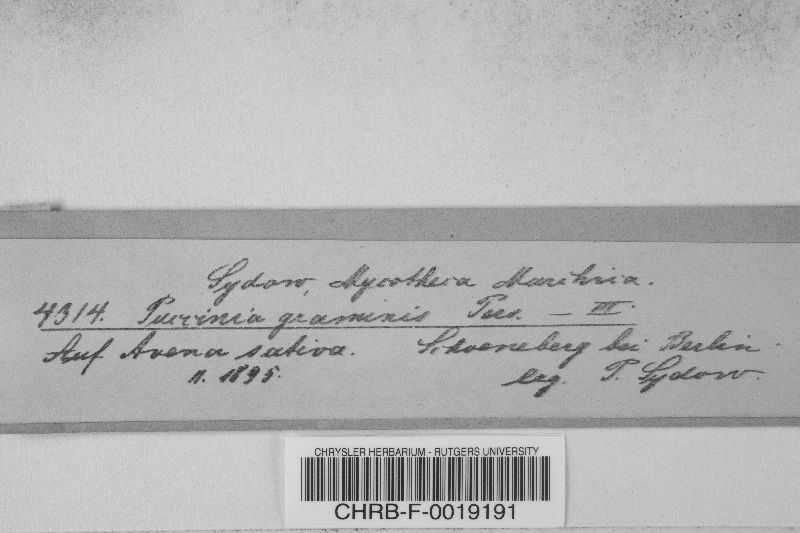 Sydow, Mycotheca Marchica.
4314. Puccinia graminis Pers. — III.
Auf Avena sativa. Schoeneberg bei Berlin.
11. 1895. leg. P. Sydow.
CHRYSLER HERBARIUM - RUTGERS UNIVERSITY
CHRB-F-0019191